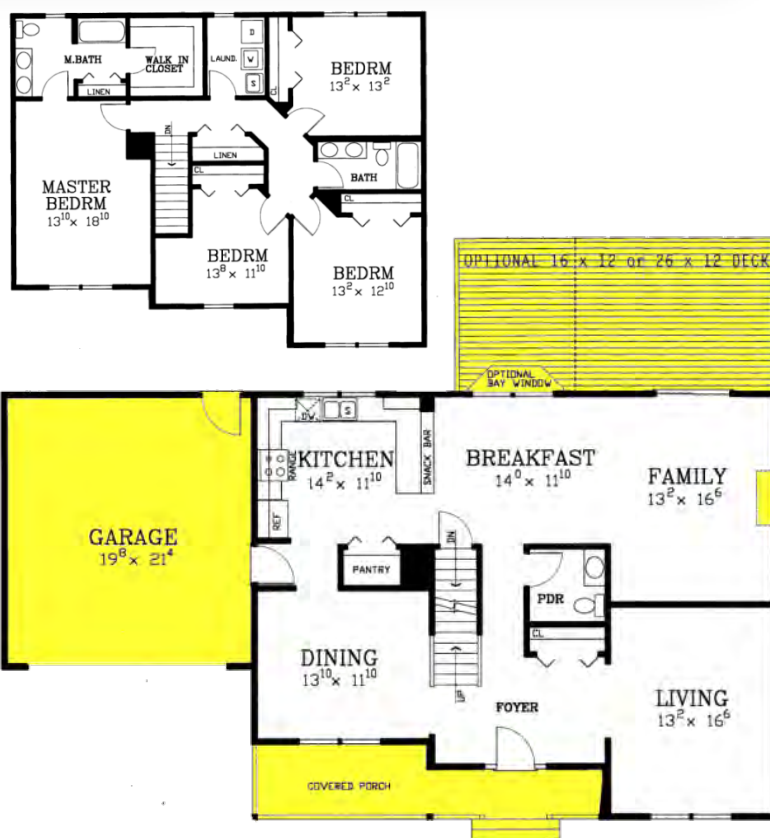 M.BATH
WALK IN
CLOSET
LAUND.
D
W
S
CL
BEDRM
13² x 13²
LINEN
DN
LINEN
CL
BATH
CL
MASTER
BEDRM
13¹⁰ x 18¹⁰
BEDRM
13⁸ x 11¹⁰
BEDRM
13² x 12¹⁰
OPTIONAL 16 x 12 or 26 x 12 DECK
OPTIONAL
BAY WINDOW
DW
S
RANGE
KITCHEN
14² x 11¹⁰
SNACK BAR
REF
BREAKFAST
14⁰ x 11¹⁰
FAMILY
13² x 16⁶
GARAGE
19⁸ x 21⁴
DN
PANTRY
PDR
CL
DINING
13¹⁰ x 11¹⁰
UP
FOYER
LIVING
13² x 16⁶
COVERED PORCH